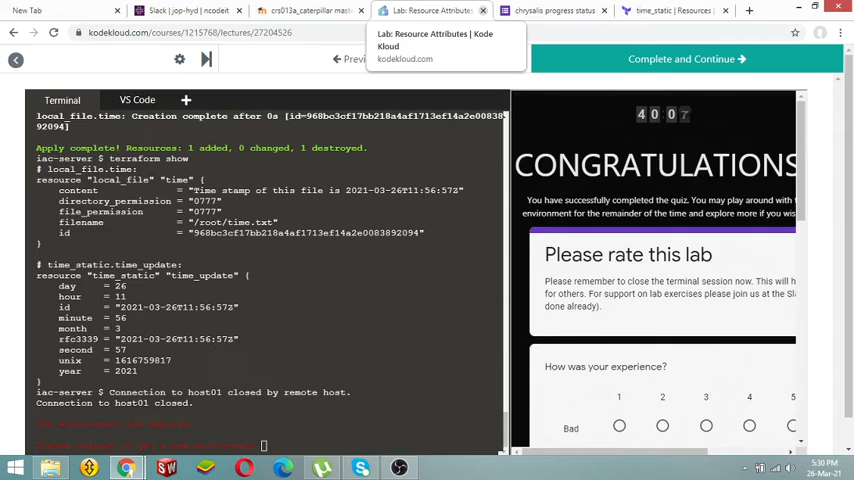 New Tab
Slack | jop-hyd | ncodeit
crs013a_caterpillar mast
Lab: Resource Attributes
chrysalis progress status
time_static | Resources |
kodekloud.com/courses/1215768/lectures/27204526
Lab: Resource Attributes | Kode
Kloud
kodekloud.com
Previ
Complete and Continue
Terminal
VS Code
local_file.time: Creation complete after 0s [id=968bc3cf17bb218a4af1713ef14a2e00838
92094]
Apply complete! Resources: 1 added, 0 changed, 1 destroyed.
iac-server $ terraform show
# local_file.time:
resource "local_file" "time" {
content = "Time stamp of this file is 2021-03-26T11:56:57Z"
directory_permission = "0777"
file_permission = "0777"
filename = "/root/time.txt"
id = "968bc3cf17bb218a4af1713ef14a2e0083892094"
}
# time_static.time_update:
resource "time_static" "time_update" {
day = 26
hour = 11
id = "2021-03-26T11:56:57Z"
minute = 56
month = 3
rfc3339 = "2021-03-26T11:56:57Z"
second = 57
unix = 1616759817
year = 2021
}
iac-server $ Connection to host01 closed by remote host.
Connection to host01 closed.
40:07
CONGRATULATIONS
You have successfully completed the quiz. You may play around with
environment for the remainder of the time and explore more if you wis
Please rate this lab
Please remember to close the terminal session now. This will h
for others. For support on lab exercises please join us at the Sla
done already).
How was your experience?
1 2 3 4 5
Bad
5:30 PM
26-Mar-21